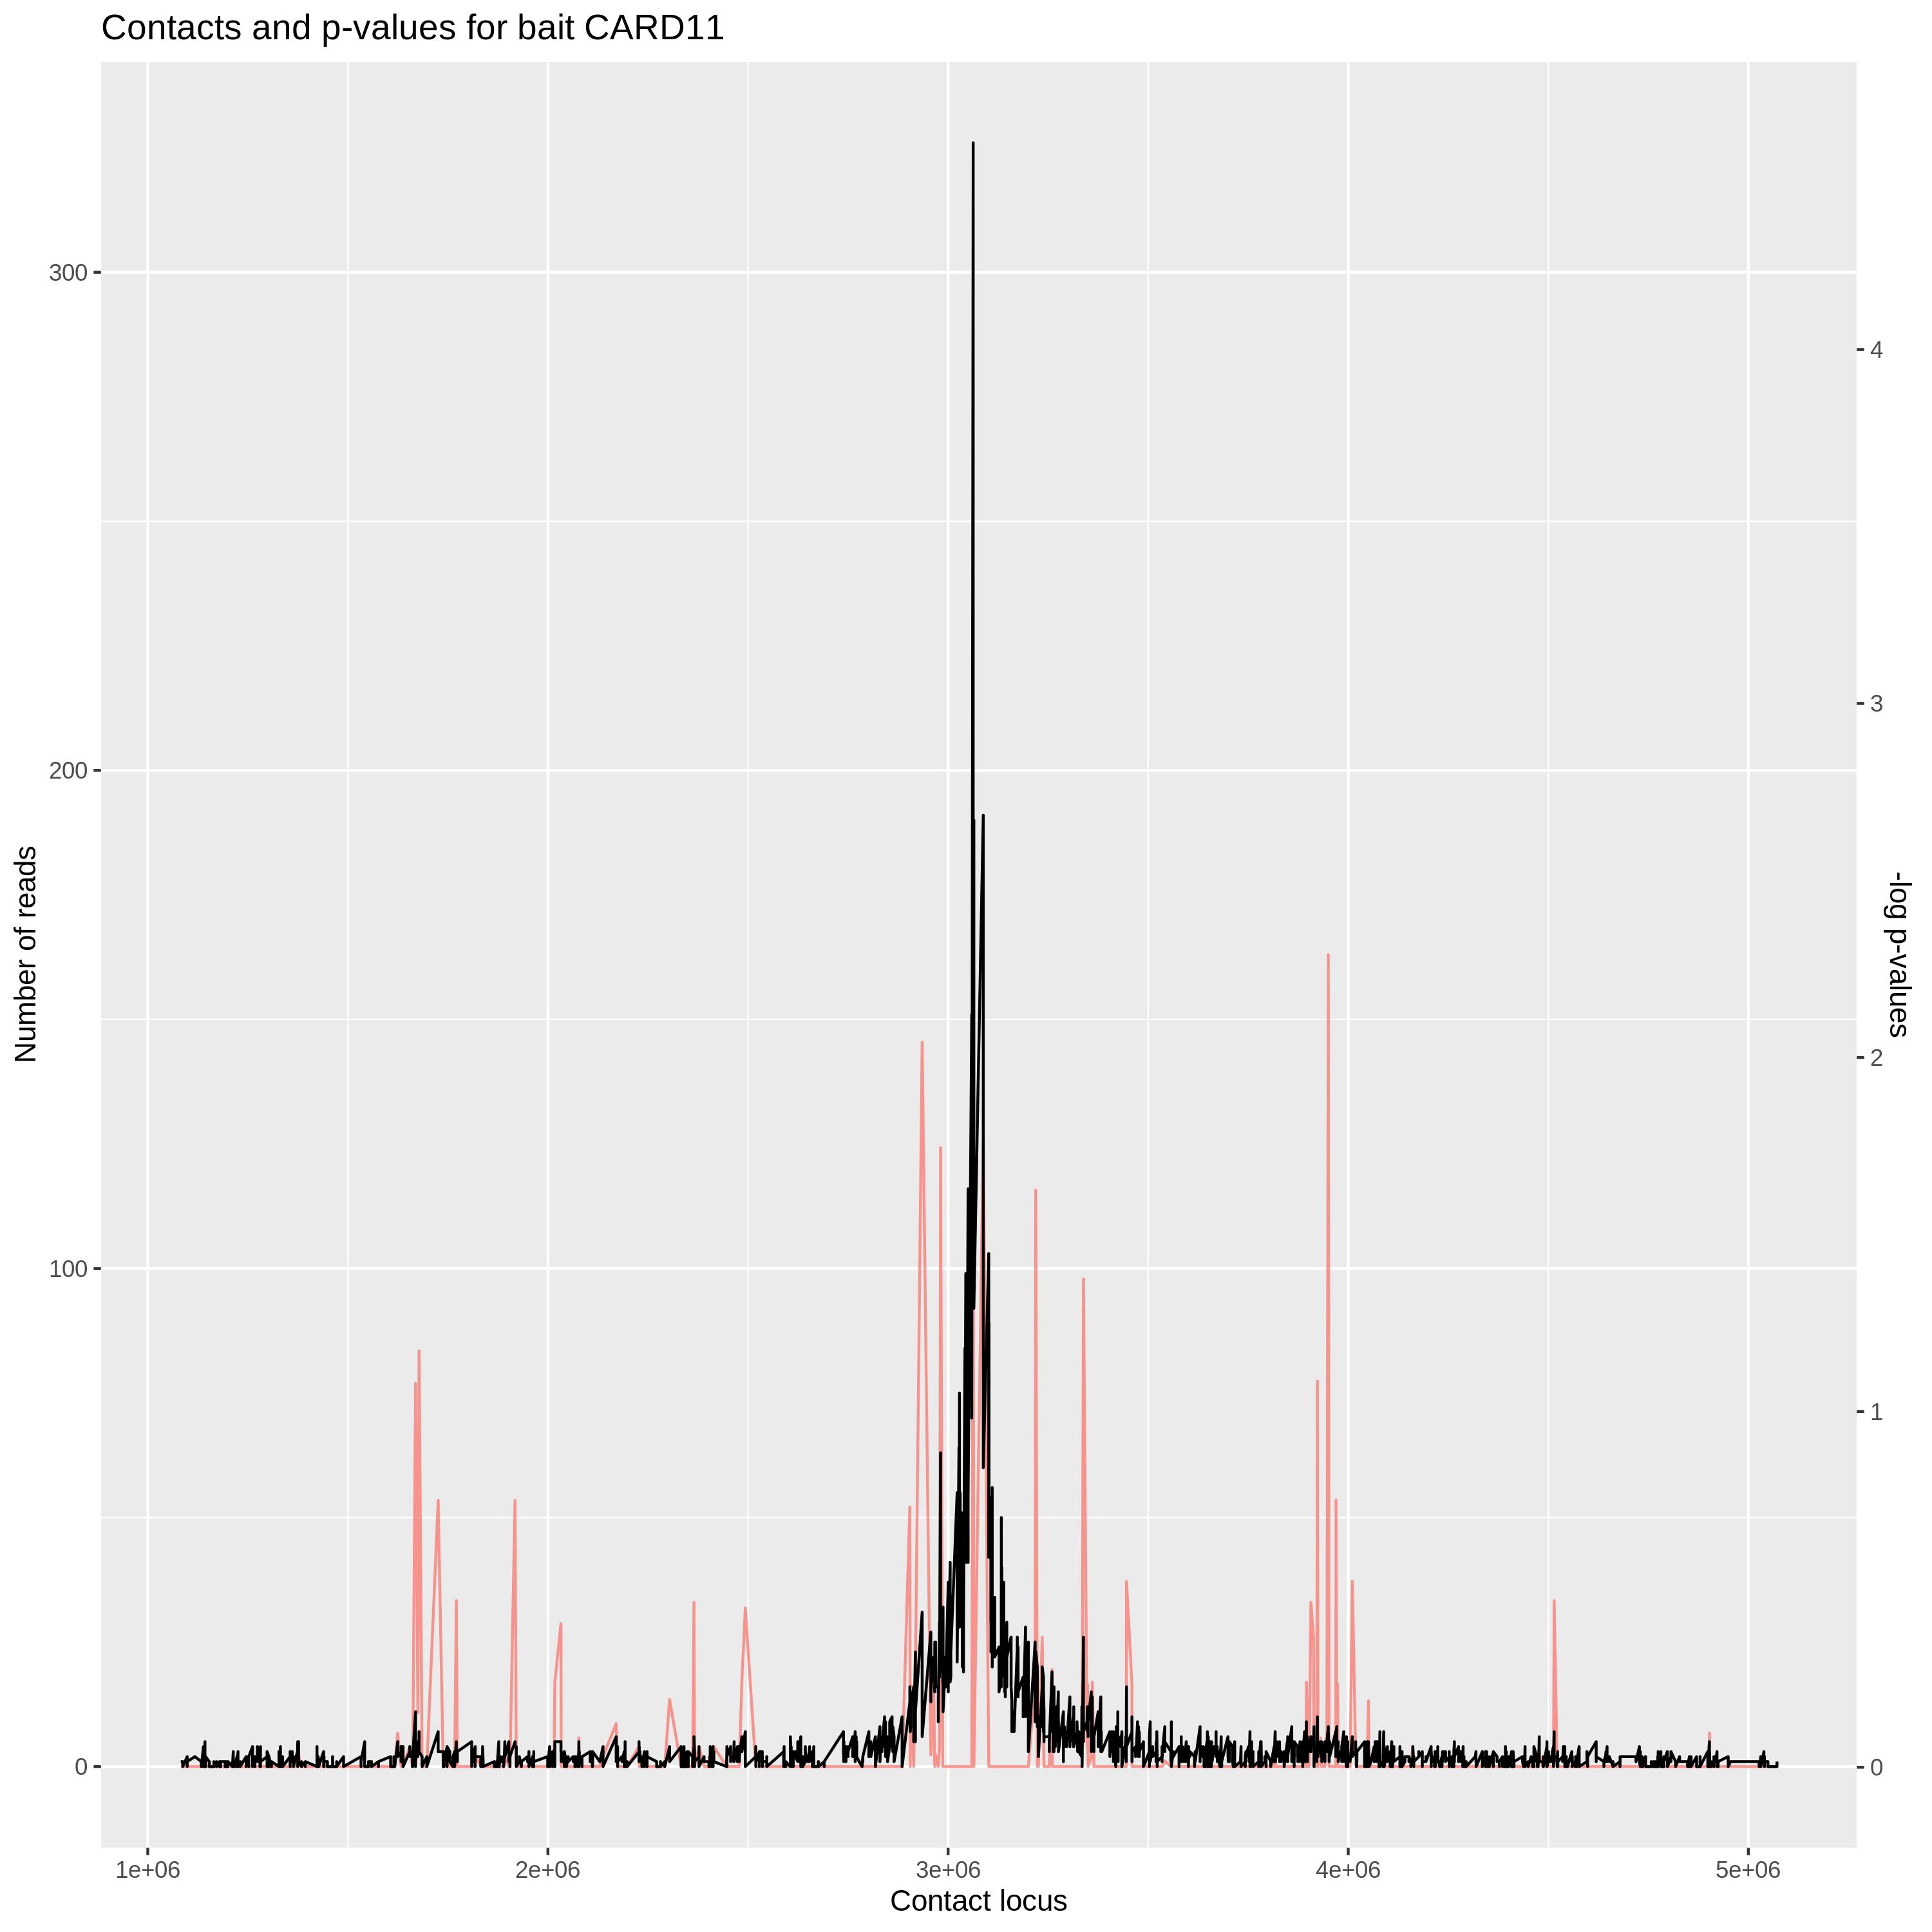 Contacts and p-values for bait CARD11
Number of reads
300
200
100
0
4
3
2
1
0
-log p-values
1e+06
2e+06
3e+06
4e+06
5e+06
Contact locus